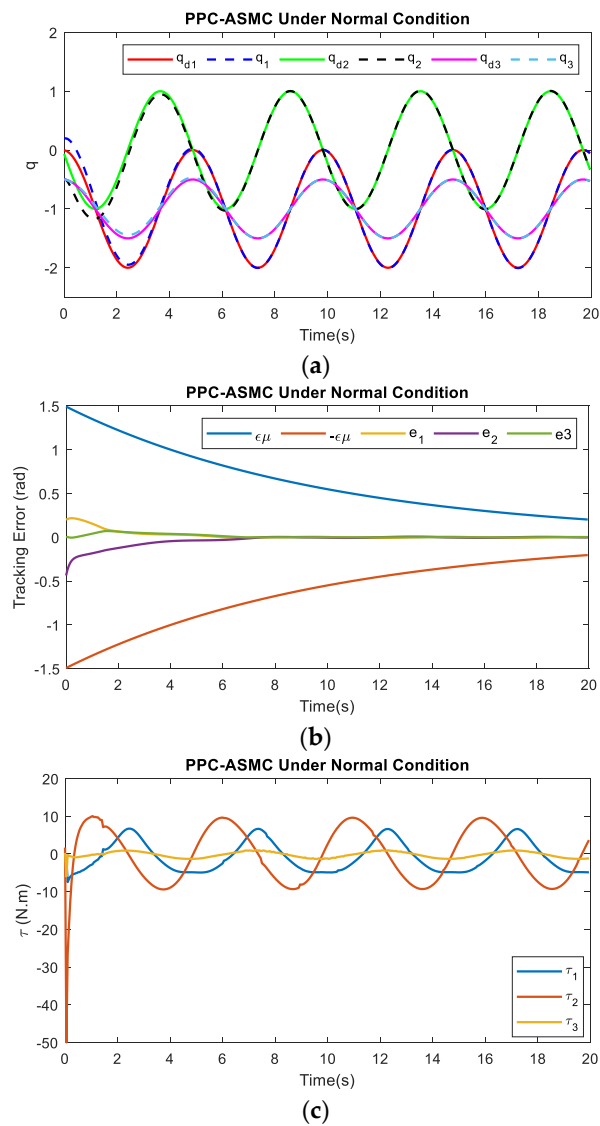 PPC-ASMC Under Normal Condition
2
1
0
-1
-2
q
q_d1 q_1 q_d2 q_2 q_d3 q_3
0 2 4 6 8 10 12 14 16 18 20
Time(s)
(a)
PPC-ASMC Under Normal Condition
1.5
1
0.5
0
-0.5
-1
-1.5
Tracking Error (rad)
ϵμ -ϵμ e_1 e_2 e3
0 2 4 6 8 10 12 14 16 18 20
Time(s)
(b)
PPC-ASMC Under Normal Condition
20
10
0
-10
-20
-30
-40
-50
τ (N.m)
τ_1
τ_2
τ_3
0 2 4 6 8 10 12 14 16 18 20
Time(s)
(c)